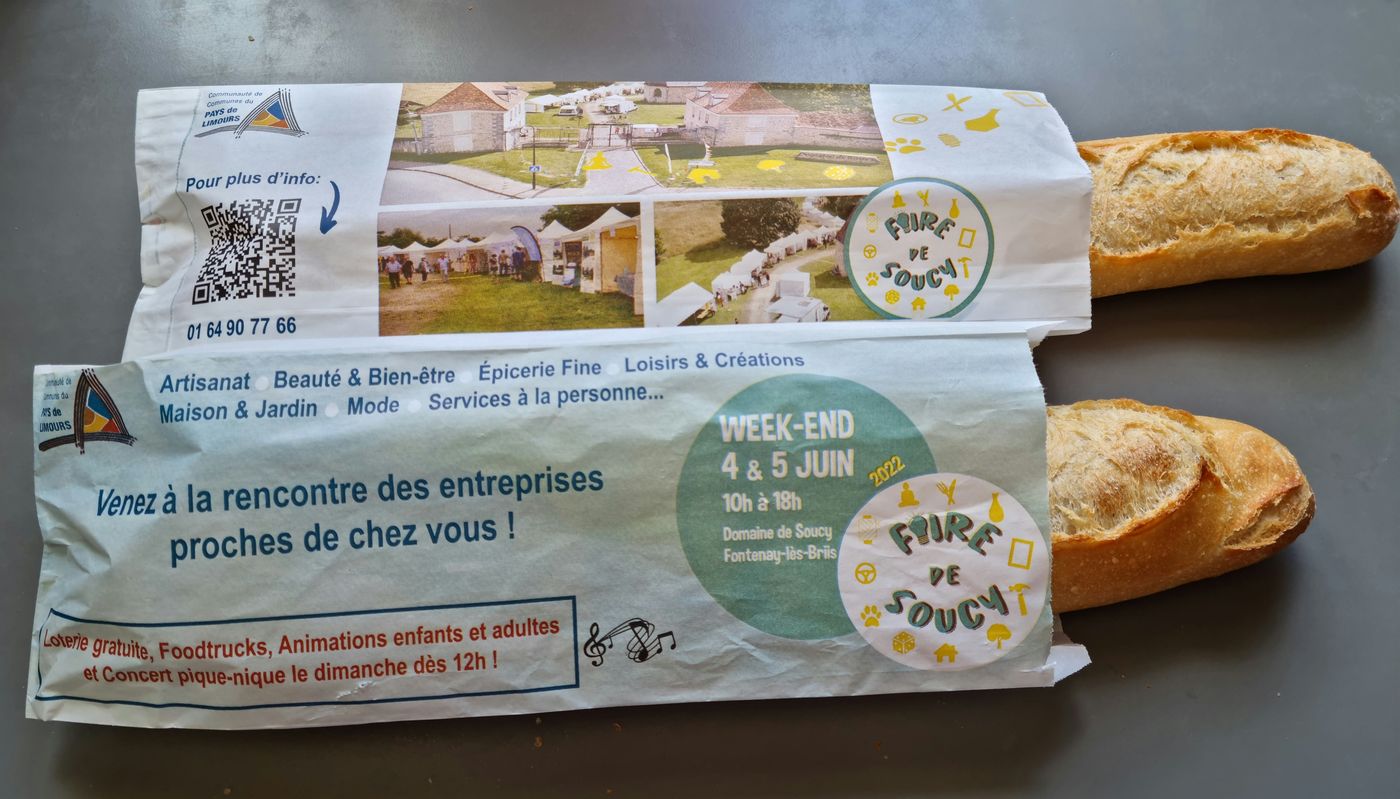 Communauté de
Communes du
PAYS de
LIMOURS
Pour plus d'info:
01 64 90 77 66
FOIRE
DE
SOUCY
PAYS de
LIMOURS
Artisanat Beauté & Bien-être Épicerie Fine Loisirs & Créations
Maison & Jardin Mode Services à la personne...
Venez à la rencontre des entreprises
proches de chez vous !
Loterie gratuite, Foodtrucks, Animations enfants et adultes
et Concert pique-nique le dimanche dès 12h !
WEEK-END
4 & 5 JUIN
2022
10h à 18h
Domaine de Soucy
Fontenay-lès-Briis
FOIRE
DE
SOUCY